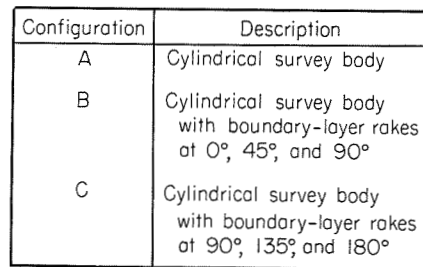 Configuration Description
A Cylindrical survey body
B Cylindrical survey body
with boundary-layer rakes
at 0°, 45°, and 90°
C Cylindrical survey body
with boundary-layer rakes
at 90°, 135°, and 180°